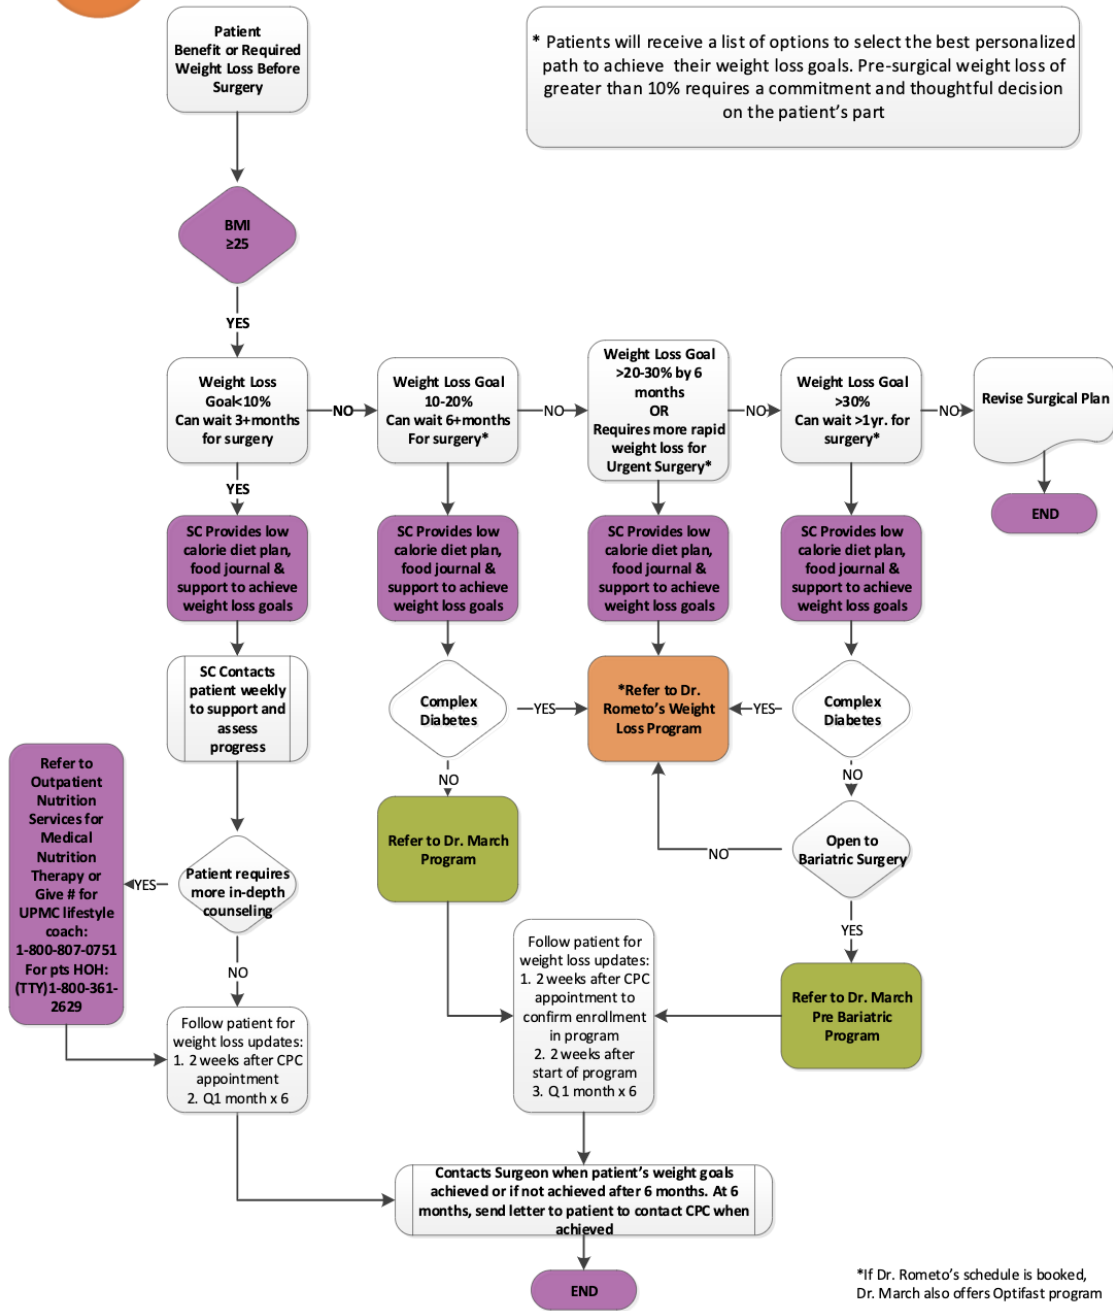 Patient
Benefit or Required
Weight Loss Before
Surgery
* Patients will receive a list of options to select the best personalized
path to achieve their weight loss goals. Pre-surgical weight loss of
greater than 10% requires a commitment and thoughtful decision
on the patient's part
BMI
≥25
YES
Weight Loss
Goal<10%
Can wait 3+months
for surgery
NO
Weight Loss Goal
10-20%
Can wait 6+months
For surgery*
NO
Weight Loss Goal
>20-30% by 6
months
OR
Requires more rapid
weight loss for
Urgent Surgery*
NO
Weight Loss Goal
>30%
Can wait >1yr. for
surgery*
NO
Revise Surgical Plan
END
YES
SC Provides low
calorie diet plan,
food journal &
support to achieve
weight loss goals
SC Provides low
calorie diet plan,
food journal &
support to achieve
weight loss goals
SC Provides low
calorie diet plan,
food journal &
support to achieve
weight loss goals
SC Provides low
calorie diet plan,
food journal &
support to achieve
weight loss goals
SC Contacts
patient weekly
to support and
assess
progress
Complex
Diabetes
YES
*Refer to Dr.
Rometo's Weight
Loss Program
YES
Complex
Diabetes
NO
NO
Refer to
Outpatient
Nutrition
Services for
Medical
Nutrition
Therapy or
Give # for
UPMC lifestyle
coach:
1-800-807-0751
For pts HOH:
(TTY)1-800-361-
2629
YES
Patient requires
more in-depth
counseling
NO
Refer to Dr. March
Program
NO
Open to
Bariatric Surgery
YES
Follow patient for
weight loss updates:
1. 2 weeks after CPC
appointment
2. Q1 month x 6
Follow patient for
weight loss updates:
1. 2 weeks after CPC
appointment to
confirm enrollment
in program
2. 2 weeks after
start of program
3. Q1 month x 6
Refer to Dr. March
Pre Bariatric
Program
Contacts Surgeon when patient's weight goals
achieved or if not achieved after 6 months. At 6
months, send letter to patient to contact CPC when
achieved
END
*If Dr. Rometo's schedule is booked,
Dr. March also offers Optifast program